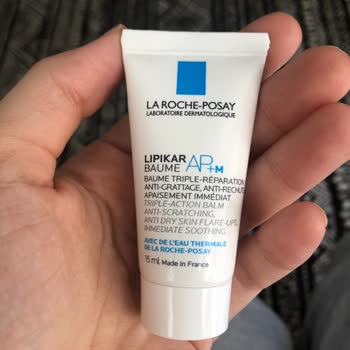 LA ROCHE-POSAY
LABORATOIRE DERMATOLOGIQUE
LIPIKAR
BAUME AP+M
BAUME TRIPLE-RÉPARATION
ANTI-GRATTAGE, ANTI-RECHUTE
APAISEMENT IMMÉDIAT
TRIPLE-ACTION BALM
ANTI-SCRATCHING,
ANTI DRY SKIN FLARE-UPS,
IMMEDIATE SOOTHING
AVEC DE L'EAU THERMALE
DE LA ROCHE-POSAY
15 ml Made in France